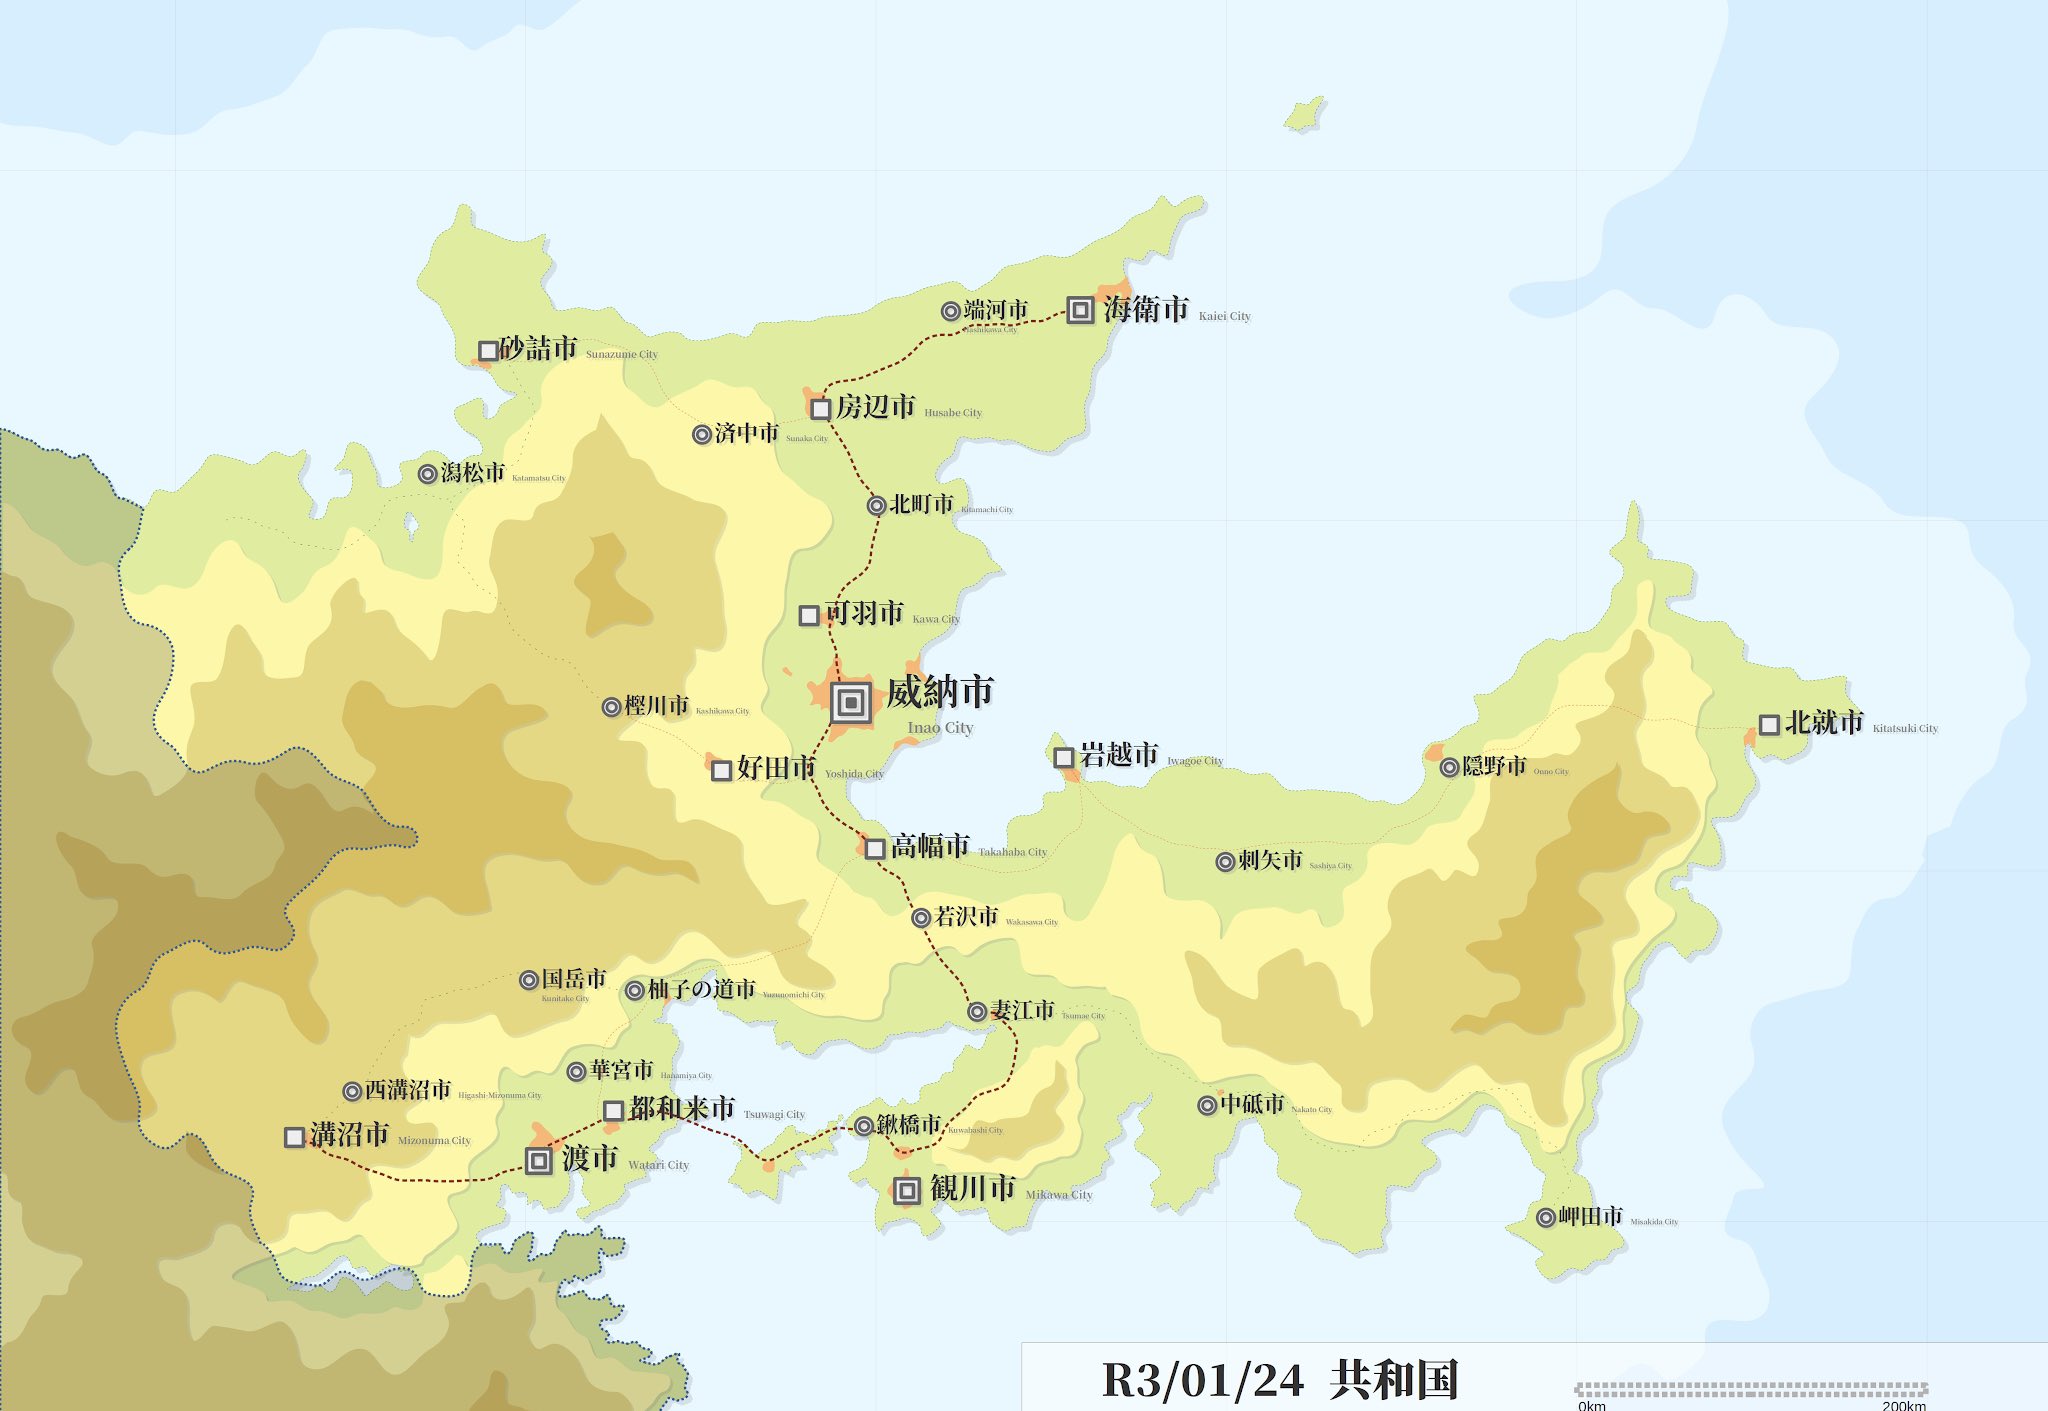 端河市
Hashikawa City
海衛市 Kaiei City
砂詰市 Sunazume City
房辺市 Husabe City
済中市 Sunaka City
潟松市 Katamatsu City
北町市 Kitamachi City
可羽市 Kawa City
威納市
Inao City
樫川市 Kashikawa City
好田市 Yoshida City
岩越市 Iwagoe City
北就市 Kitatsuki City
隠野市 Onno City
高幅市 Takahaba City
刺矢市 Sashiya City
若沢市 Wakasawa City
国岳市
Kunitake City
柚子の道市 Yuzunomichi City
妻江市 Tsumae City
華宮市 Hanamiya City
西溝沼市 Higashi-Mizonuma City
都和来市 Tsuwagi City
中砥市 Nakato City
鍬橋市 Kuwabashi City
溝沼市 Mizonuma City
渡市 Watari City
観川市 Mikawa City
岬田市 Misakida City
R3/01/24 共和国
0km 200km